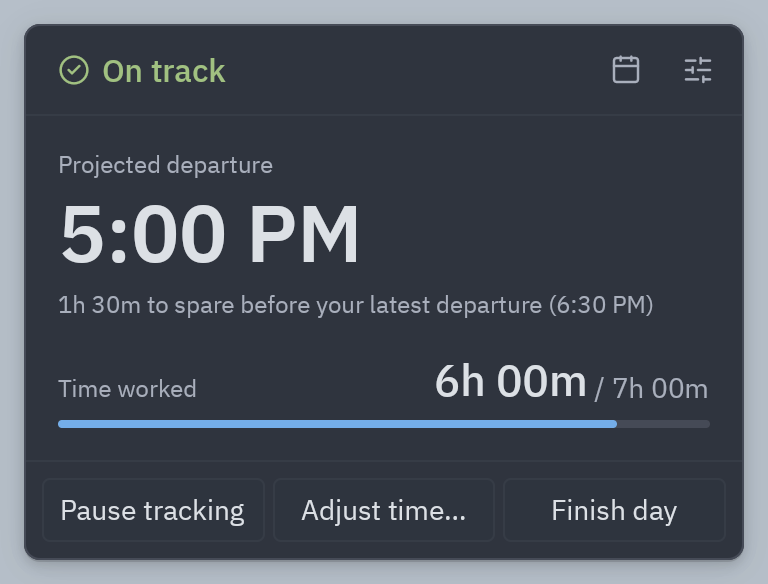 On track
Projected departure
5:00 PM
1h 30m to spare before your latest departure (6:30 PM)
Time worked 6h 00m / 7h 00m
Pause tracking Adjust time... Finish day